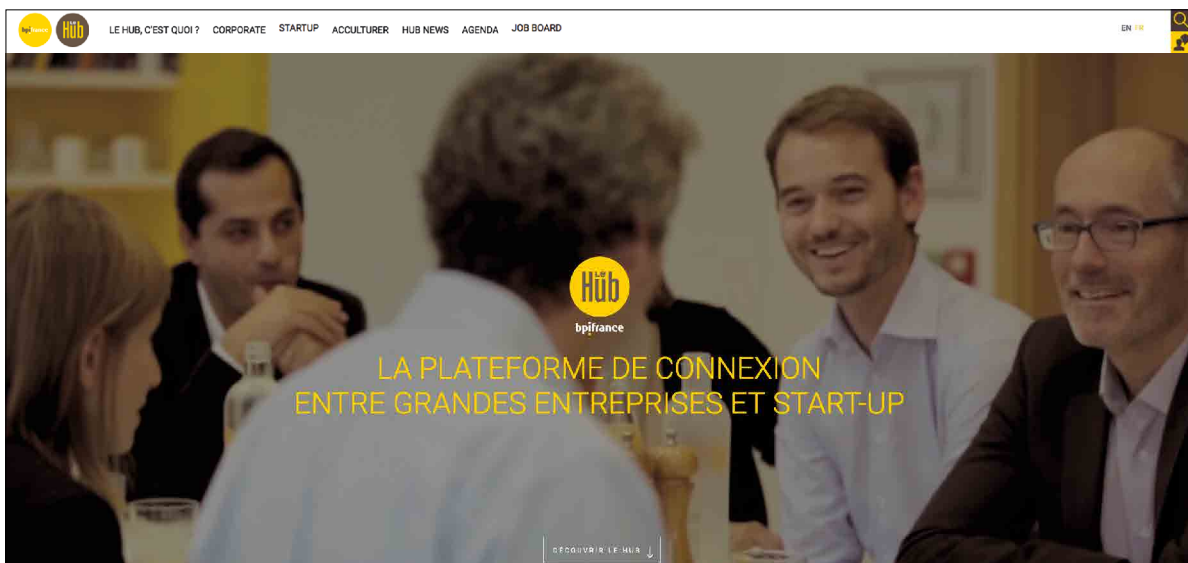 bpifrance
Le Hub
LE HUB, C'EST QUOI ? CORPORATE STARTUP ACCULTURER HUB NEWS AGENDA JOB BOARD
EN FR
Le Hub
bpifrance
LA PLATEFORME DE CONNEXION
ENTRE GRANDES ENTREPRISES ET START-UP
DÉCOUVRIR LE HUB